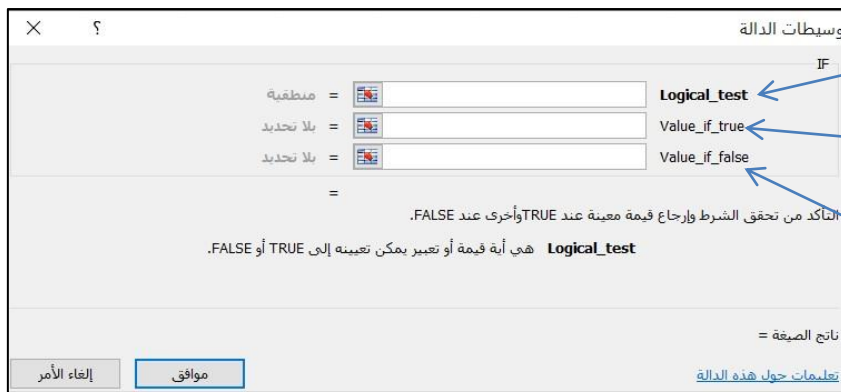 وسيطات الدالة ؟
IF
Logical_test = منطقية
Value_if_true = بلا تحديد
Value_if_false = بلا تحديد
=
التأكد من تحقق الشرط وإرجاع قيمة معينة عند TRUEوأخرى عند FALSE.
Logical_test هي أية قيمة أو تعبير يمكن تعيينه إلى TRUE أو FALSE.
ناتج الصيغة =
تعليمات حول هذه الدالة
موافق
إلغاء الأمر